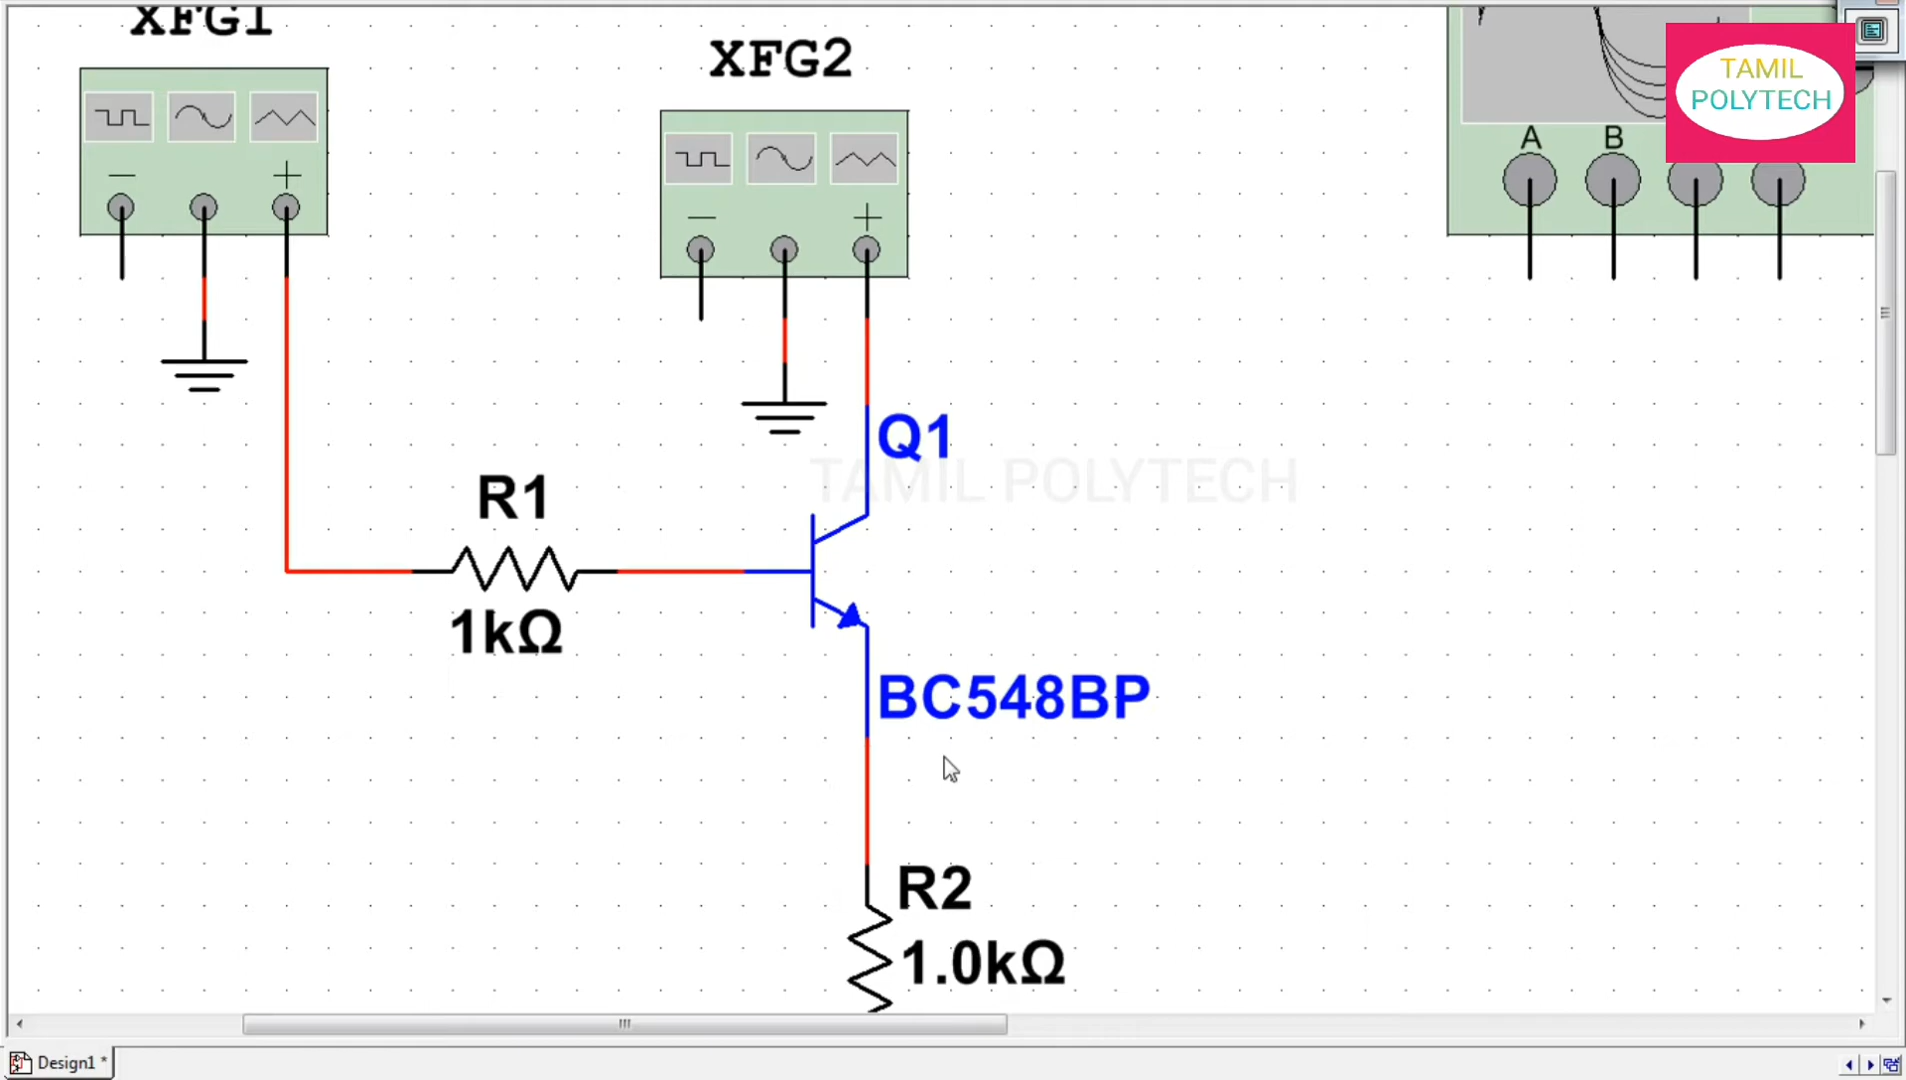 XFG1
XFG2
TAMIL
POLYTECH
A
B
Q1
TAMIL POLYTECH
R1
1kΩ
BC548BP
R2
1.0kΩ
Design1 *